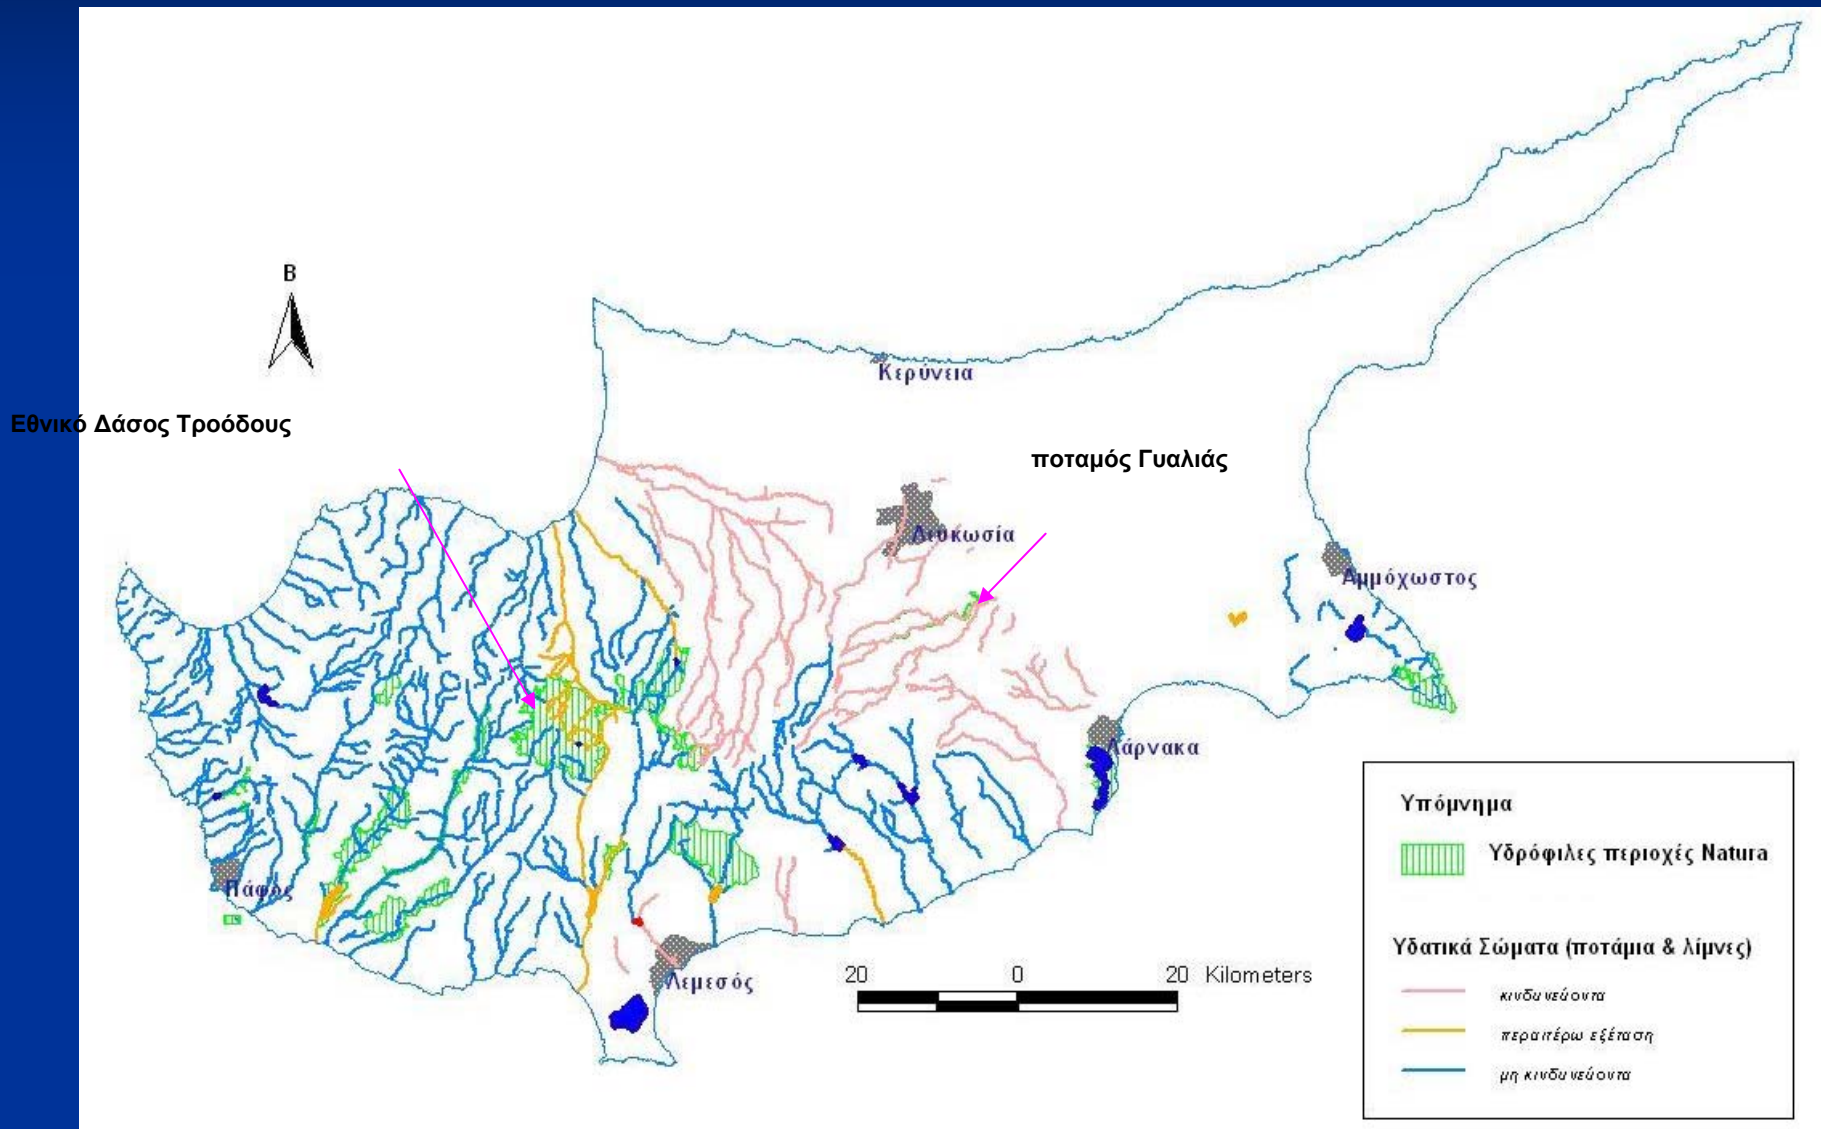 Β
Κερύνεια
Εθνικό Δάσος Τροόδους
ποταμός Γυαλιάς
Λευκωσία
Αμμόχωστος
Λάρνακα
Πάφος
Λεμεσός
20 0 20 Kilometers
Υπόμνημα
Υδρόφιλες περιοχές Natura
Υδατικά Σώματα (ποτάμια & λίμνες)
κινδυνεύοντα
περαιτέρω εξέταση
μη κινδυνεύοντα